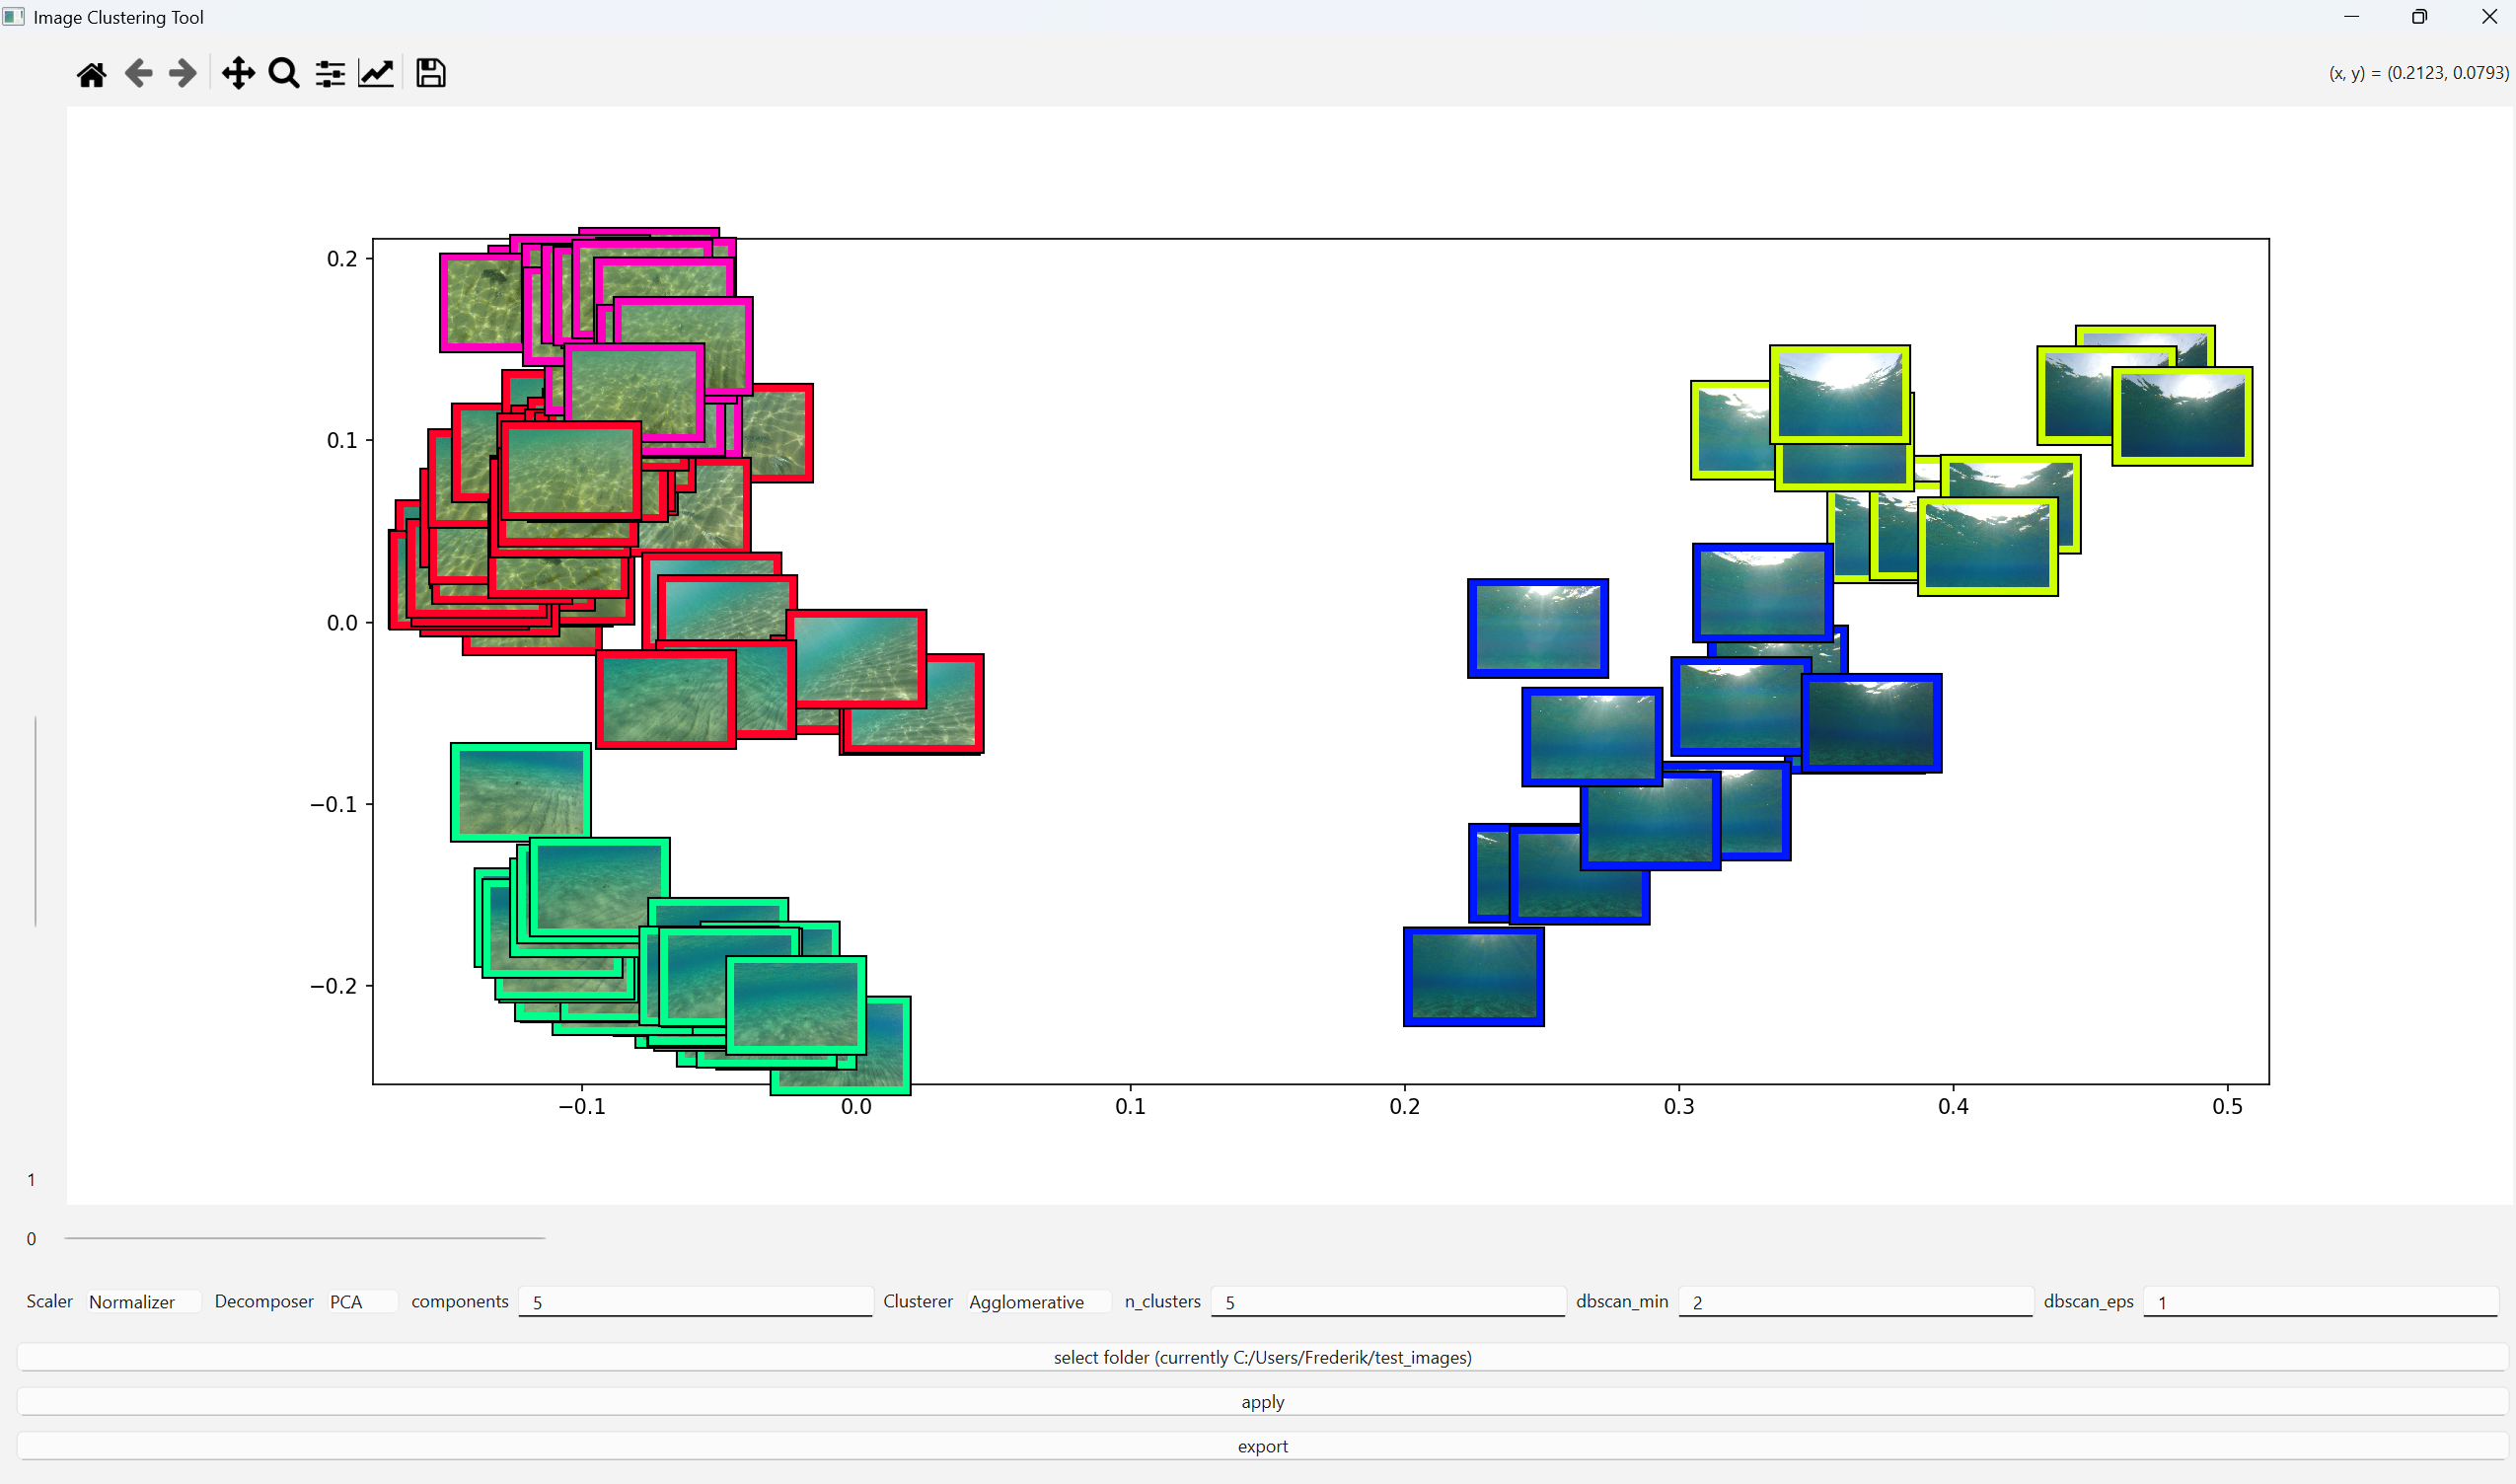 Image Clustering Tool
(x, y) = (0.2123, 0.0793)
0.2
0.1
0.0
−0.1
−0.2
−0.1 0.0 0.1 0.2 0.3 0.4 0.5
1
0
Scaler Normalizer Decomposer PCA components 5 Clusterer Agglomerative n_clusters 5 dbscan_min 2 dbscan_eps 1
select folder (currently C:/Users/Frederik/test_images)
apply
export